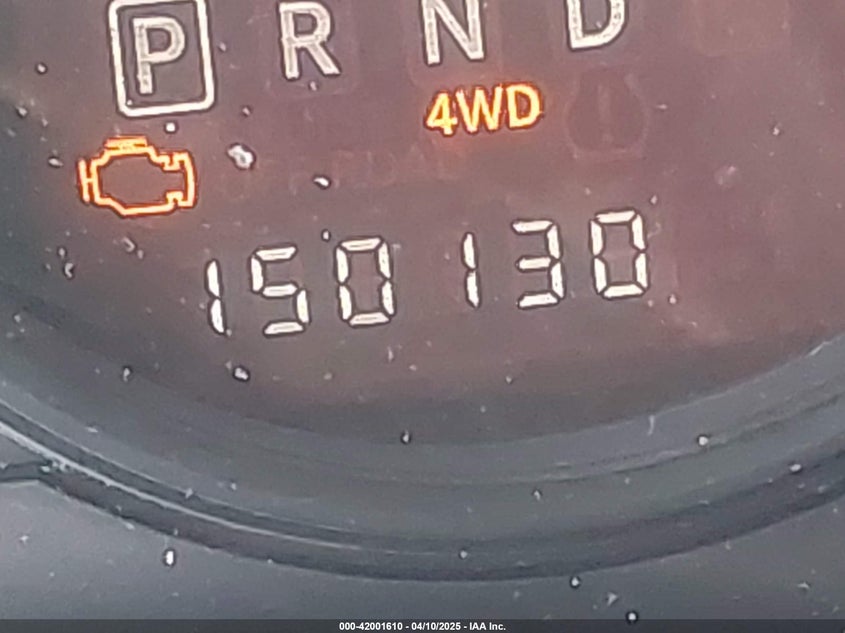 P R N D
4WD
150130
000-42001610 - 04/10/2025 - IAA Inc.